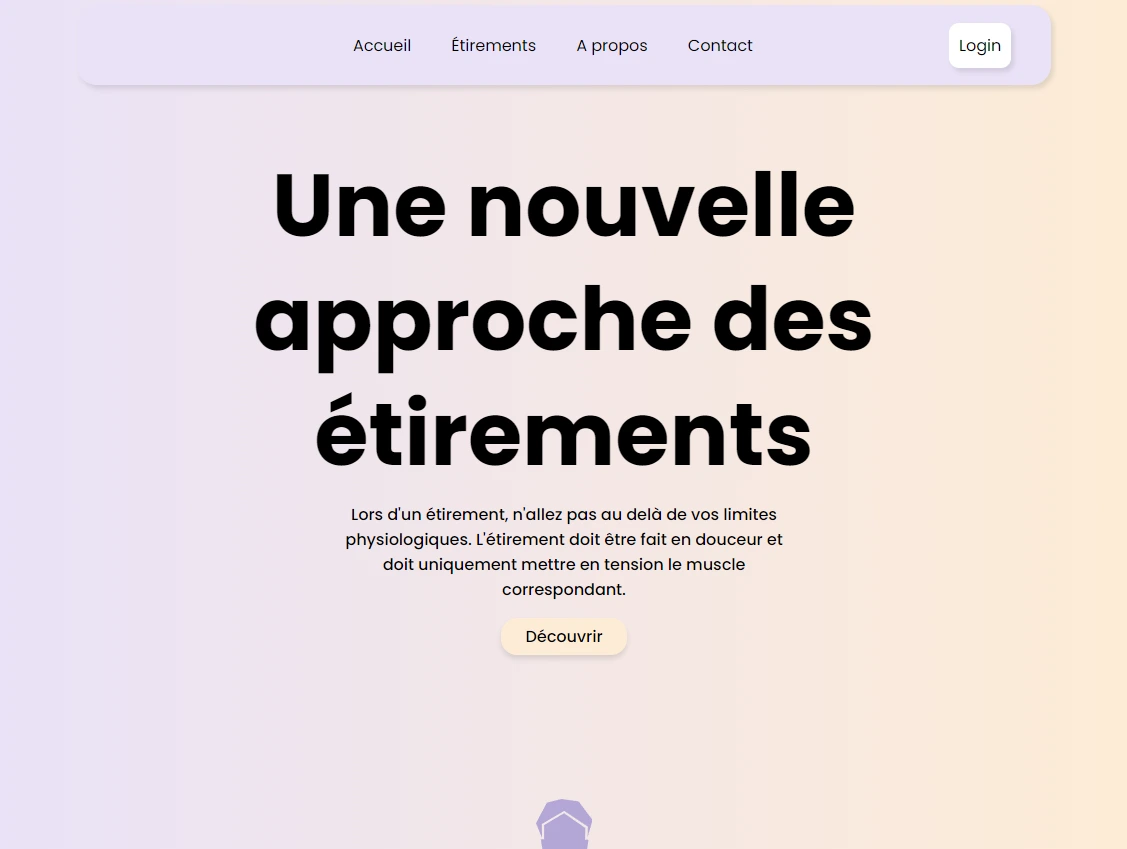 Accueil Étirements A propos Contact Login
Une nouvelle
approche des
étirements
Lors d'un étirement, n'allez pas au delà de vos limites
physiologiques. L'étirement doit être fait en douceur et
doit uniquement mettre en tension le muscle
correspondant.
Découvrir